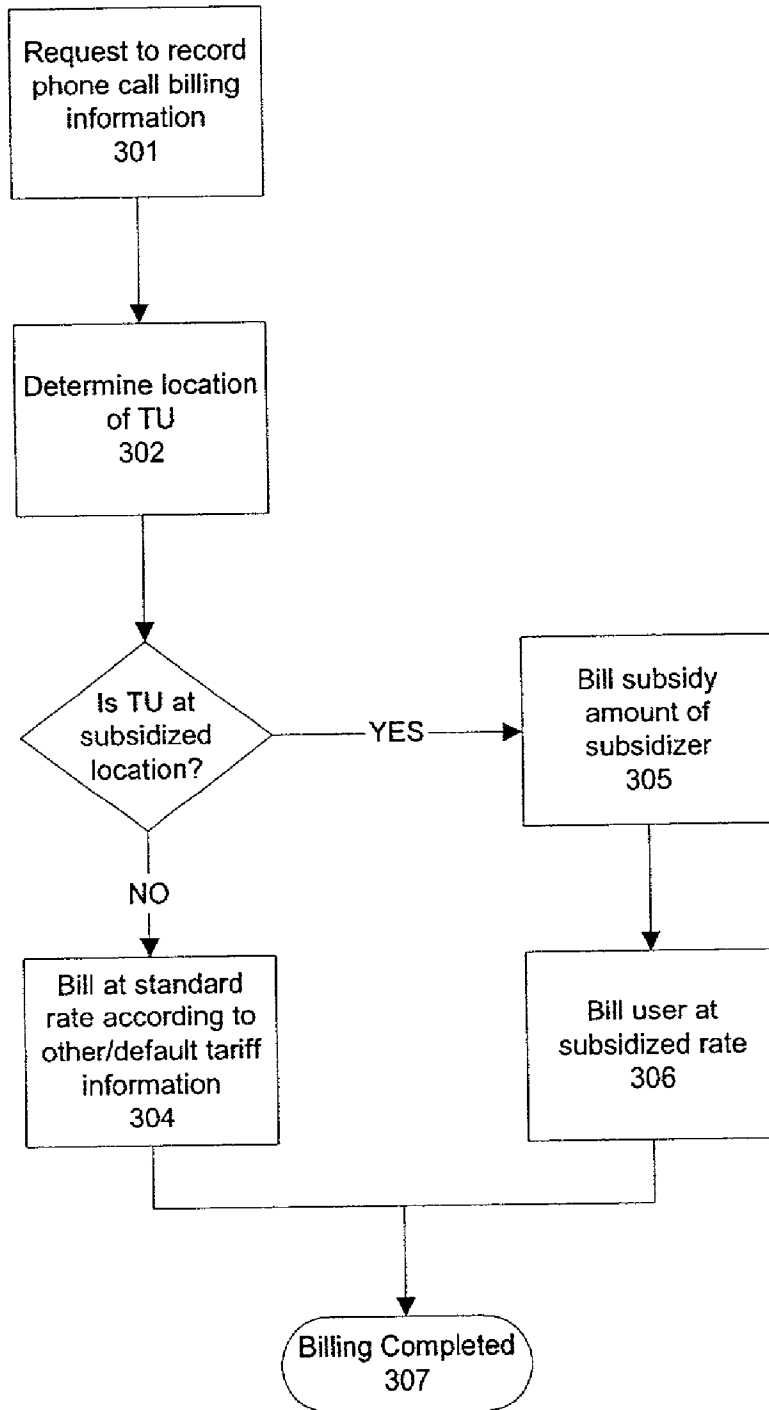 Request to record
phone call billing
information
301
Determine location
of TU
302
Is TU at
subsidized
location?
YES
NO
Bill subsidy
amount of
subsidizer
305
Bill at standard
rate according to
other/default tariff
information
304
Bill user at
subsidized rate
306
Billing Completed
307